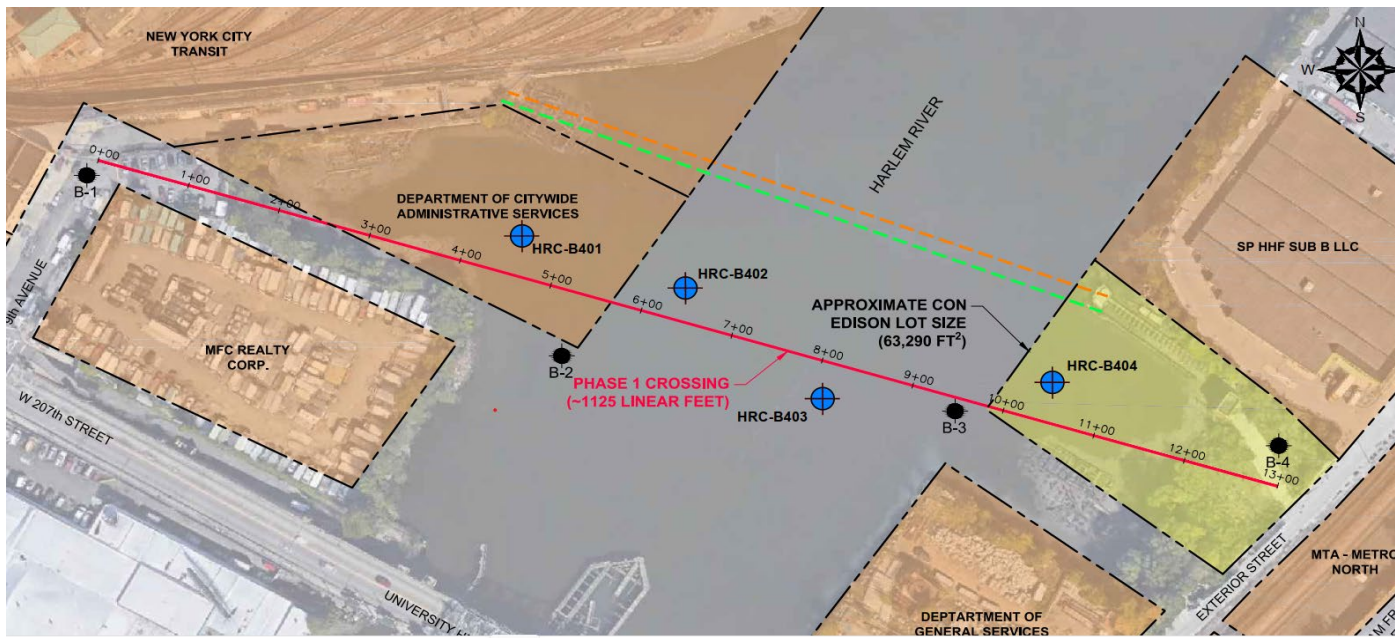 NEW YORK CITY
TRANSIT
N
W
E
S
HARLEM RIVER
0+00
B-1
1+00
2+00
3+00
4+00
5+00
6+00
7+00
8+00
9+00
10+00
11+00
12+00
13+00
DEPARTMENT OF CITYWIDE
ADMINISTRATIVE SERVICES
HRC-B401
HRC-B402
SP HHF SUB B LLC
APPROXIMATE CON
EDISON LOT SIZE
(63,290 FT²)
9th AVENUE
MFC REALTY
CORP.
B-2
PHASE 1 CROSSING
(~1125 LINEAR FEET)
HRC-B403
HRC-B404
B-3
B-4
W 207th STREET
UNIVERSITY
EXTERIOR STREET
MTA - METRO
NORTH
DEPTARTMENT OF
GENERAL SERVICES